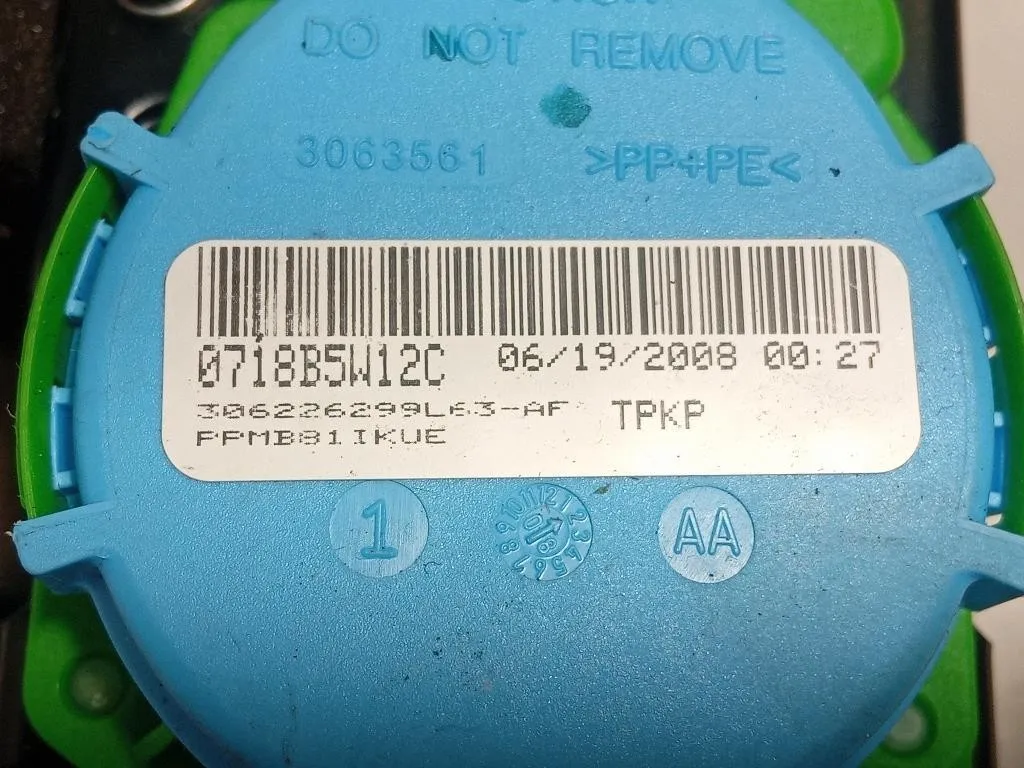 DO NOT REMOVE
3063561 >PP+PE<
0718B5W12C 06/19/2008 00:27
306226299L63-AF TPKP
PPMB81IKUE
1 AA